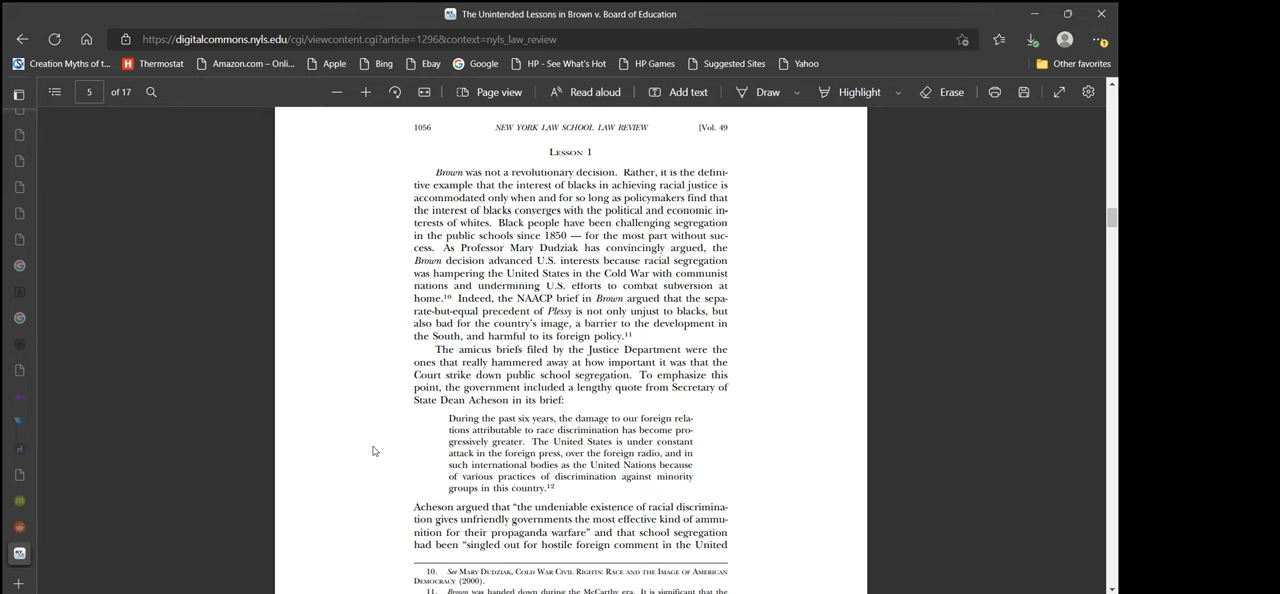 The Unintended Lessons in Brown v. Board of Education
https://digitalcommons.nyls.edu/cgi/viewcontent.cgi?article=1296&context=nyls_law_review
Creation Myths of t... Thermostat Amazon.com – Onli... Apple Bing Ebay Google HP - See What's Hot HP Games Suggested Sites Yahoo Other favorites
5 of 17 Page view Read aloud Add text Draw Highlight Erase
1056 NEW YORK LAW SCHOOL LAW REVIEW [Vol. 49
LESSON 1
Brown was not a revolutionary decision. Rather, it is the defini-
tive example that the interest of blacks in achieving racial justice is
accommodated only when and for so long as policymakers find that
the interest of blacks converges with the political and economic in-
terests of whites. Black people have been challenging segregation
in the public schools since 1850 — for the most part without suc-
cess. As Professor Mary Dudziak has convincingly argued, the
Brown decision advanced U.S. interests because racial segregation
was hampering the United States in the Cold War with communist
nations and undermining U.S. efforts to combat subversion at
home.10 Indeed, the NAACP brief in Brown argued that the sepa-
rate-but-equal precedent of Plessy is not only unjust to blacks, but
also bad for the country's image, a barrier to the development in
the South, and harmful to its foreign policy.11
The amicus briefs filed by the Justice Department were the
ones that really hammered away at how important it was that the
Court strike down public school segregation. To emphasize this
point, the government included a lengthy quote from Secretary of
State Dean Acheson in its brief:
During the past six years, the damage to our foreign rela-
tions attributable to race discrimination has become pro-
gressively greater. The United States is under constant
attack in the foreign press, over the foreign radio, and in
such international bodies as the United Nations because
of various practices of discrimination against minority
groups in this country.12
Acheson argued that "the undeniable existence of racial discrimina-
tion gives unfriendly governments the most effective kind of ammu-
nition for their propaganda warfare" and that school segregation
had been "singled out for hostile foreign comment in the United
10. See MARY DUDZIAK, COLD WAR CIVIL RIGHTS: RACE AND THE IMAGE OF AMERICAN
DEMOCRACY (2000).
11. Brown was handed down during the McCarthy era. It is significant that the